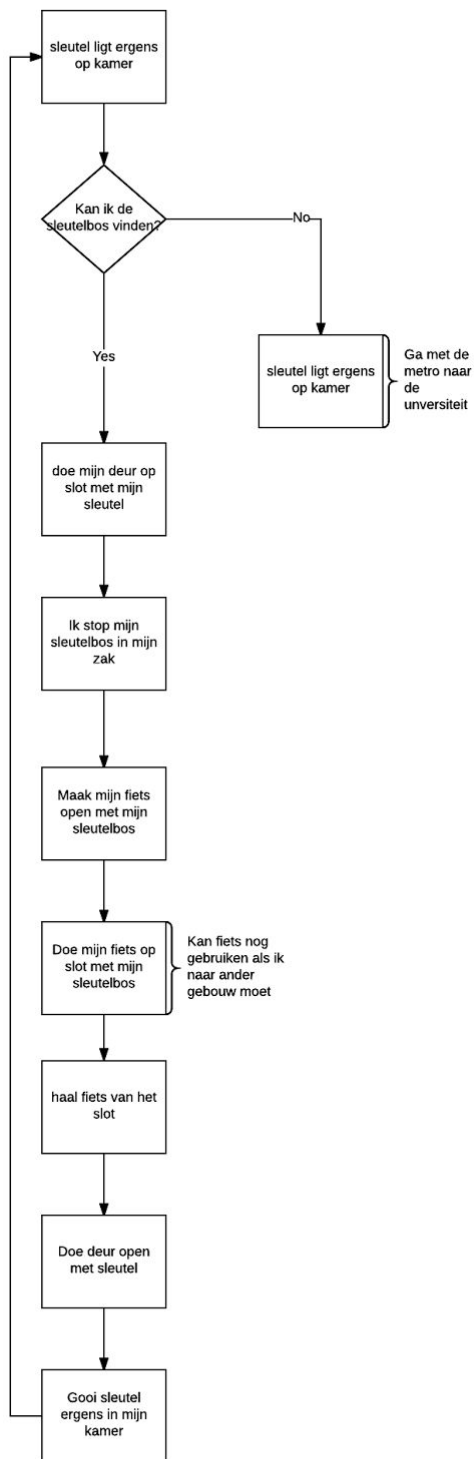 sleutel ligt ergens
op kamer
Kan ik de
sleutelbos vinden?
No
Yes
sleutel ligt ergens
op kamer
Ga met de
metro naar
de
unversiteit
doe mijn deur op
slot met mijn
sleutel
Ik stop mijn
sleutelbos in mijn
zak
Maak mijn fiets
open met mijn
sleutelbos
Doe mijn fiets op
slot met mijn
sleutelbos
Kan fiets nog
gebruiken als ik
naar ander
gebouw moet
haal fiets van het
slot
Doe deur open
met sleutel
Gooi sleutel
ergens in mijn
kamer